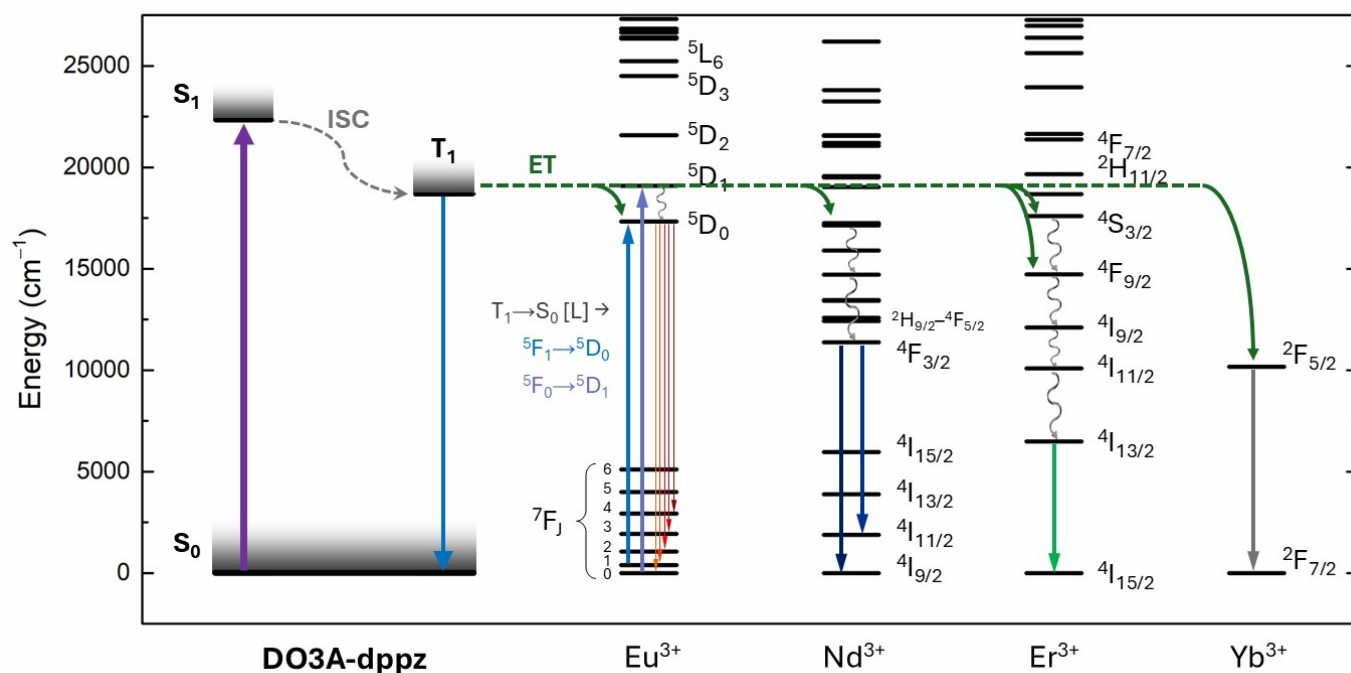 Energy (cm⁻¹)
25000
20000
15000
10000
5000
0
S₁
ISC
T₁
S₀
ET
⁵L₆
⁵D₃
⁵D₂
⁵D₁
⁵D₀
T₁→S₀ [L] →
⁵F₁→⁵D₀
⁵F₀→⁵D₁
⁷F_J
6
5
4
3
2
1
0
²H₉/₂–⁴F₅/₂
⁴F₃/₂
⁴I₁₅/₂
⁴I₁₃/₂
⁴I₁₁/₂
⁴I₉/₂
⁴F₇/₂
²H₁₁/₂
⁴S₃/₂
⁴F₉/₂
⁴I₉/₂
⁴I₁₁/₂
⁴I₁₃/₂
⁴I₁₅/₂
²F₅/₂
²F₇/₂
DO3A-dppz
Eu³⁺
Nd³⁺
Er³⁺
Yb³⁺